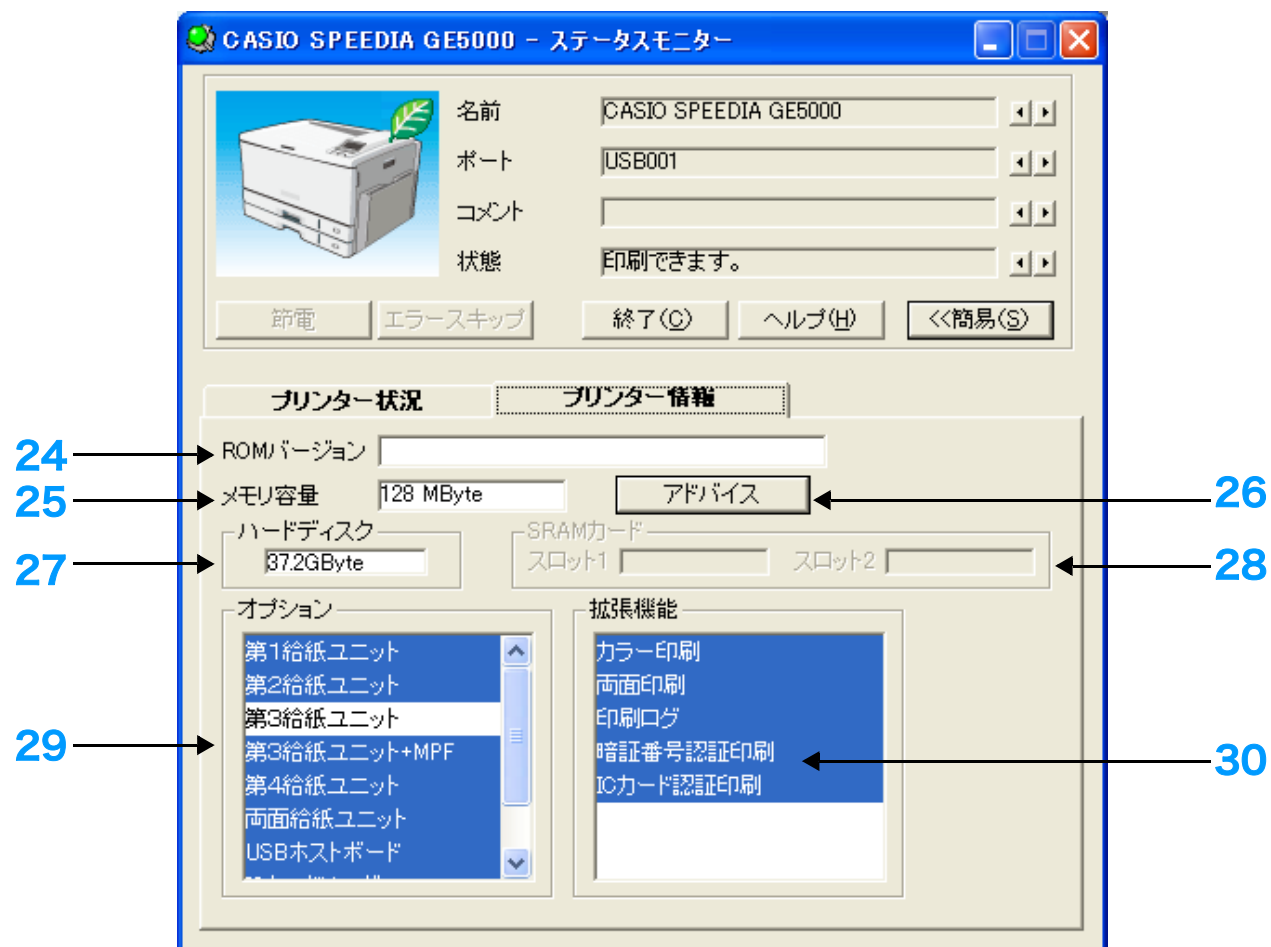 CASIO SPEEDIA GE5000 - ステータスモニター
名前 CASIO SPEEDIA GE5000
ポート USB001
コメント
状態 印刷できます。
節電 エラースキップ 終了(C) ヘルプ(H) <<簡易(S)
プリンター状況 プリンター情報
24 ROMバージョン
25 メモリ容量 128 MByte アドバイス 26
ハードディスク SRAMカード
27 37.2GByte スロット1 スロット2 28
オプション 拡張機能
第1給紙ユニット カラー印刷
第2給紙ユニット 両面印刷
第3給紙ユニット 印刷ログ
29 第3給紙ユニット+MPF 暗証番号認証印刷 30
第4給紙ユニット ICカード認証印刷
両面給紙ユニット
USBホストボード